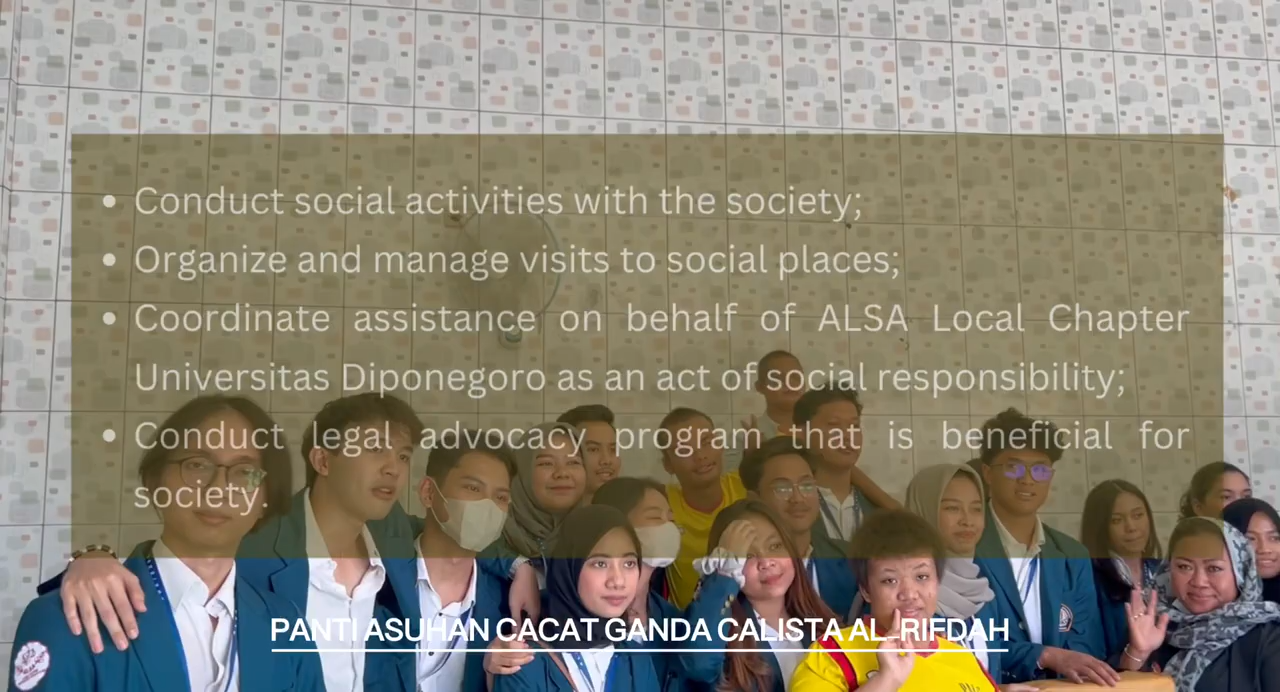 • Conduct social activities with the society;
• Organize and manage visits to social places;
• Coordinate assistance on behalf of ALSA Local Chapter
Universitas Diponegoro as an act of social responsibility;
• Conduct legal advocacy program that is beneficial for
society.
PANTI ASUHAN CACAT GANDA CALISTA AL-RIFDAH